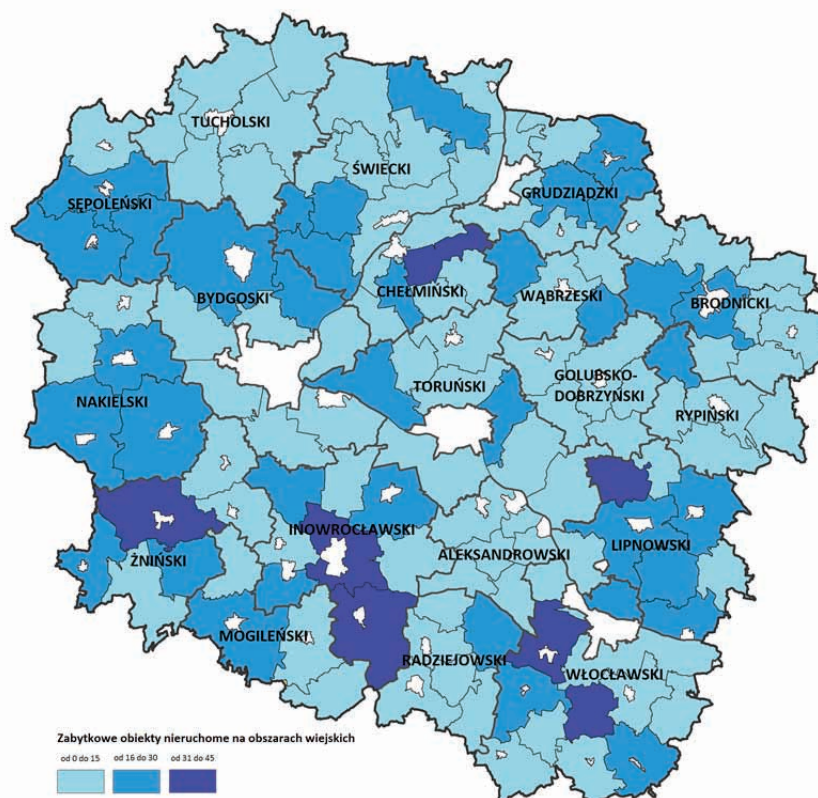 TUCHOLSKI
ŚWIECKI
GRUDZIĄDZKI
SĘPOLEŃSKI
BYDGOSKI
CHEŁMIŃSKI
WĄBRZESKI
BRODNICKI
NAKIELSKI
TORUŃSKI
GOLUBSKO-
DOBRZYŃSKI
RYPIŃSKI
INOWROCŁAWSKI
ALEKSANDROWSKI
LIPNOWSKI
ŻNIŃSKI
MOGILEŃSKI
RADZIEJOWSKI
WŁOCŁAWSKI
Zabytkowe obiekty nieruchome na obszarach wiejskich
od 0 do 15 od 16 do 30 od 31 do 45